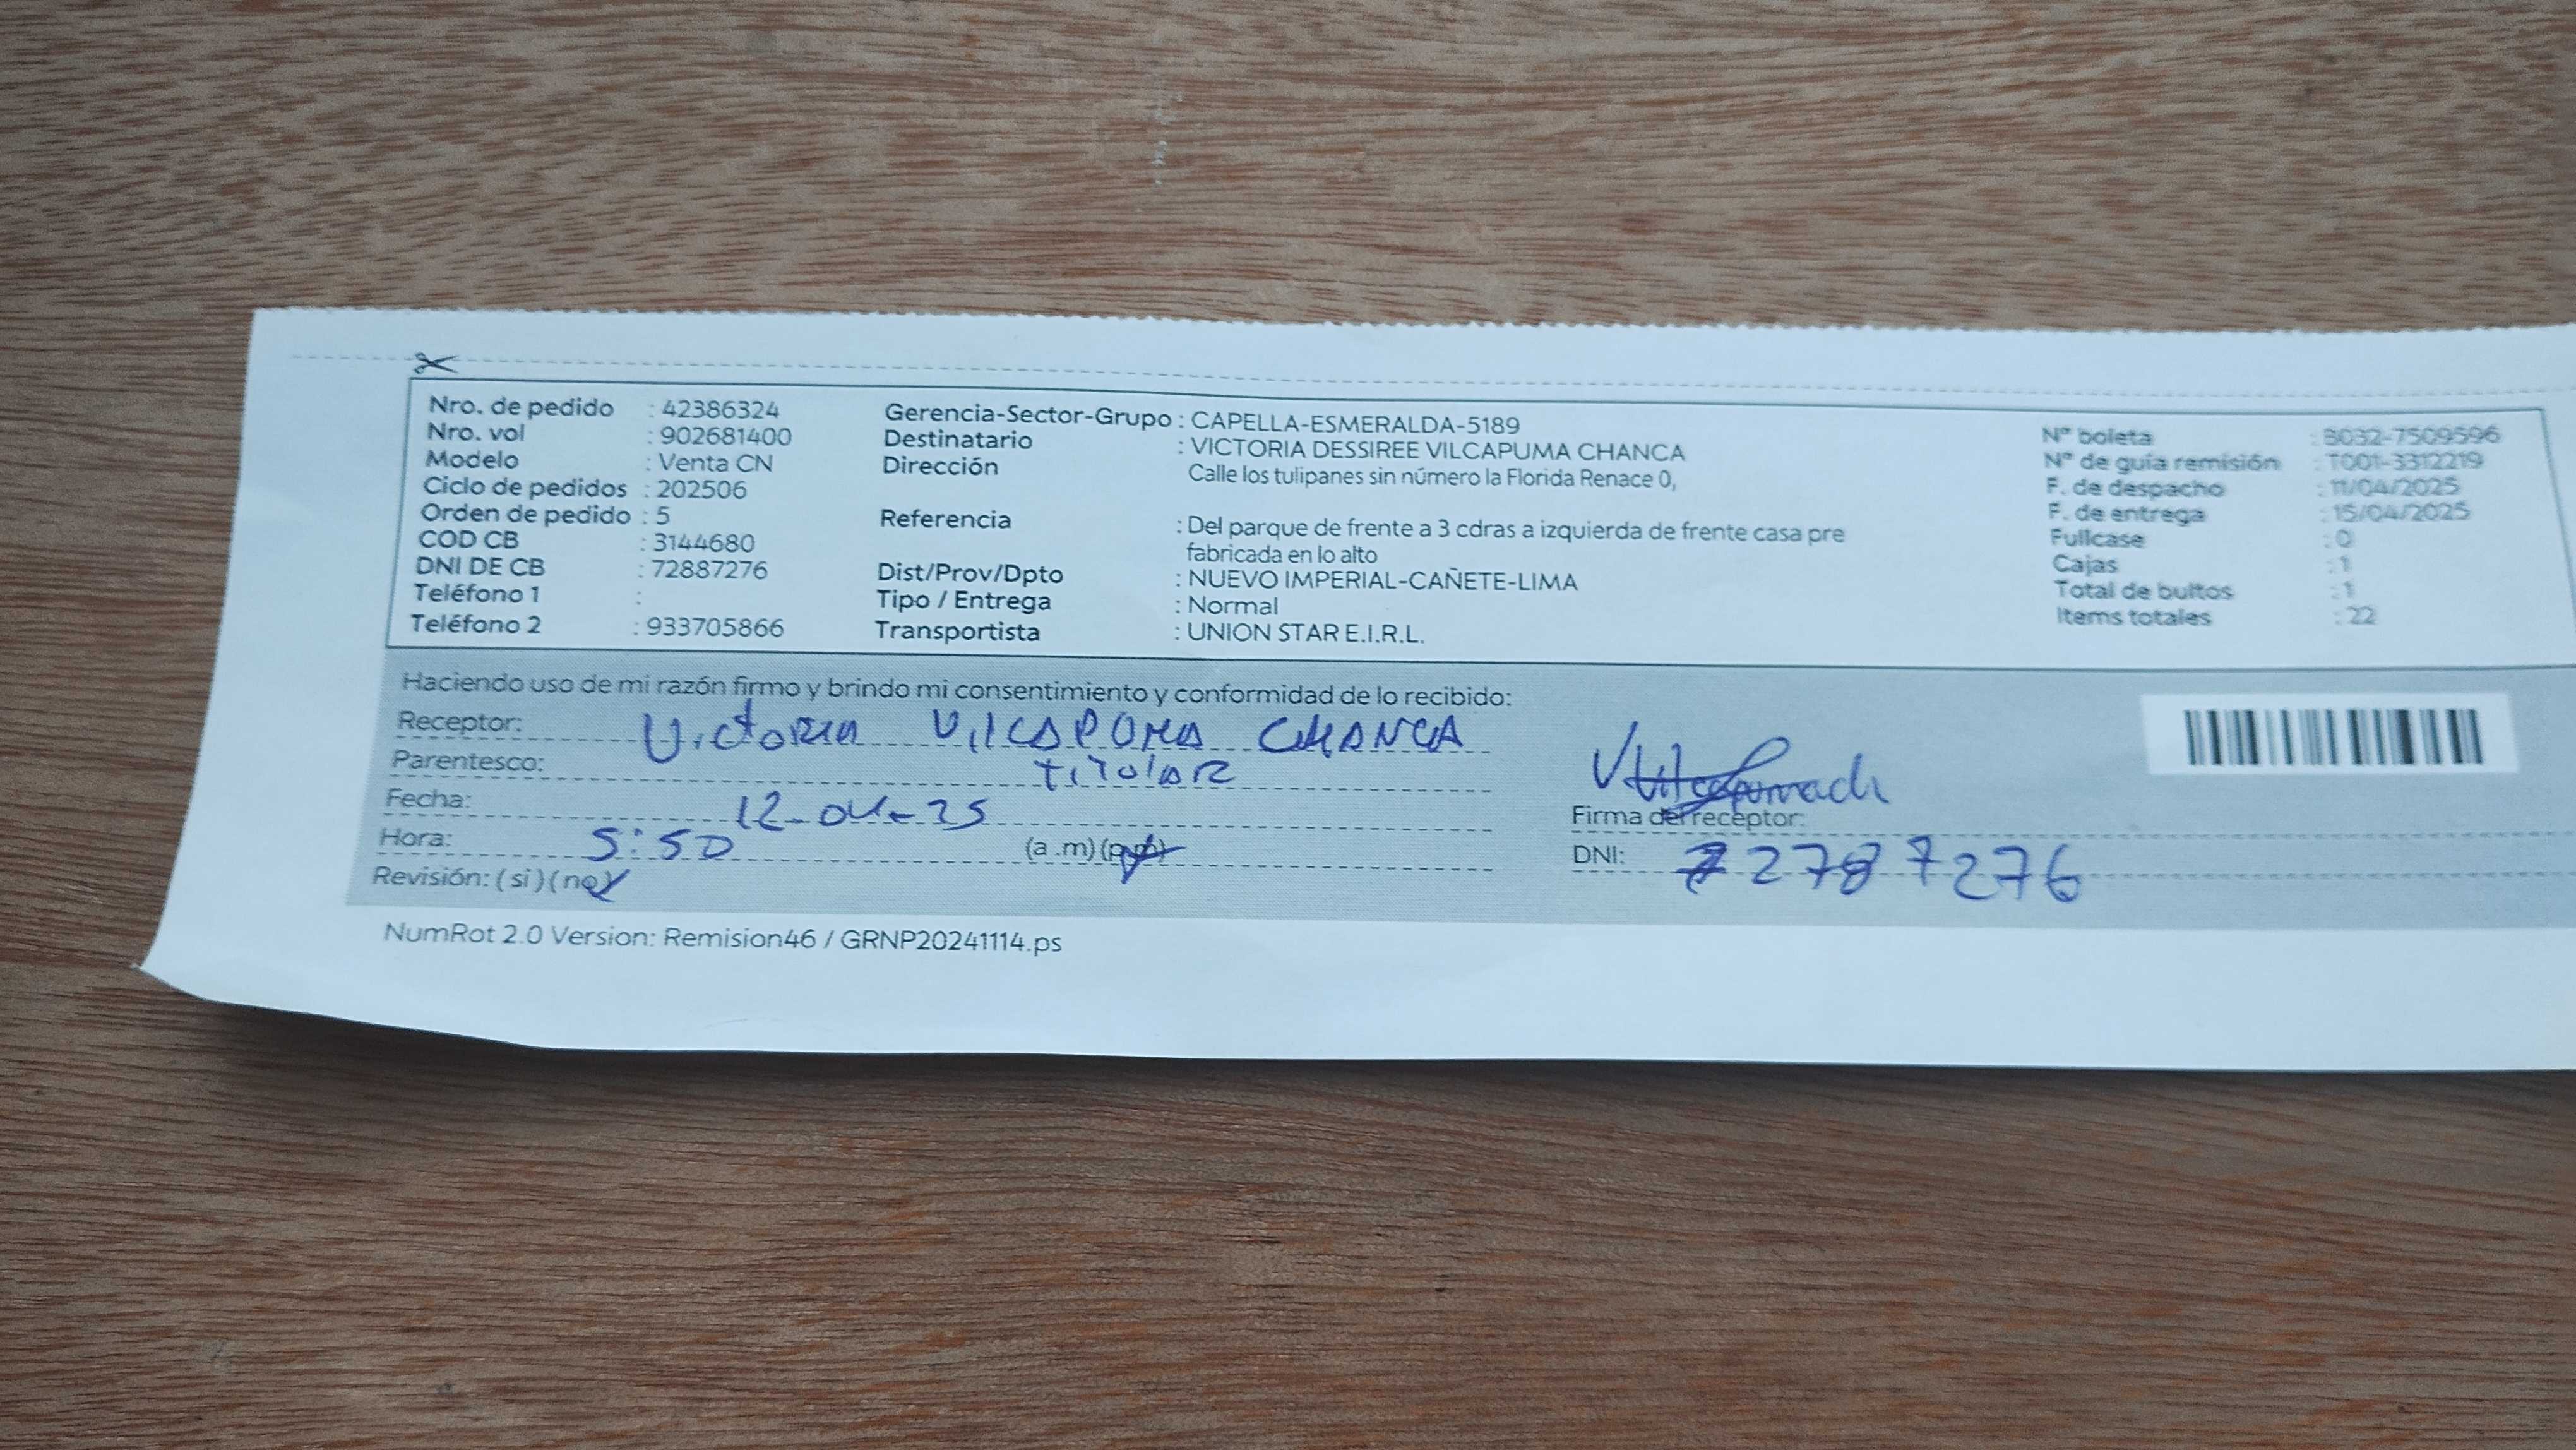 Nro. de pedido : 42386324
Nro. vol : 902681400
Modelo : Venta CN
Ciclo de pedidos : 202506
Orden de pedido : 5
COD CB : 3144680
DNI DE CB : 72887276
Teléfono 1 :
Teléfono 2 : 933705866
Gerencia-Sector-Grupo : CAPELLA-ESMERALDA-5189
Destinatario : VICTORIA DESSIREE VILCAPUMA CHANCA
Dirección Calle los tulipanes sin número la Florida Renace 0,
Referencia : Del parque de frente a 3 cdras a izquierda de frente casa pre
fabricada en lo alto
Dist/Prov/Dpto : NUEVO IMPERIAL-CAÑETE-LIMA
Tipo / Entrega : Normal
Transportista : UNION STAR E.I.R.L.
N° boleta : B032-7509596
N° de guía remisión : T001-3312219
F. de despacho : 11/04/2025
F. de entrega : 15/04/2025
Fullcase : 0
Cajas : 1
Total de bultos : 1
Items totales : 22
Haciendo uso de mi razón firmo y brindo mi consentimiento y conformidad de lo recibido:
Receptor: Victoria VILCAPOMA CHANCA
Parentesco: TITOLAR
Fecha: 12-04-25
Hora: 5:50 (a .m) (p.m)
Revisión: (si) (no)
Firma del receptor:
DNI: 72787276
NumRot 2.0 Version: Remision46 / GRNP20241114.ps